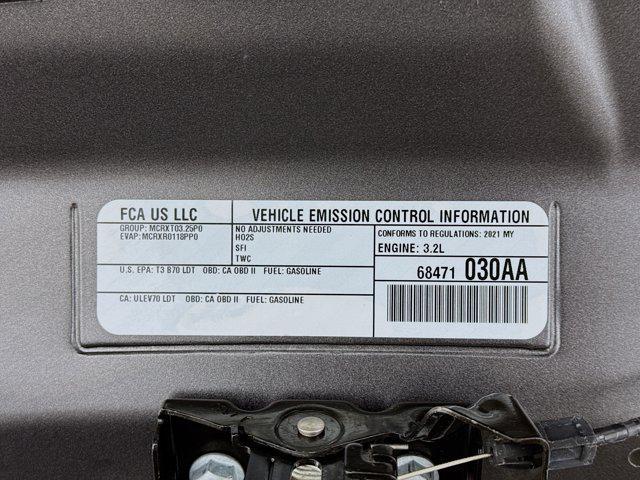 FCA US LLC
VEHICLE EMISSION CONTROL INFORMATION
GROUP: MCRXT03.25P0
EVAP: MCRXR0118PP0
NO ADJUSTMENTS NEEDED
HO2S
SFI
TWC
CONFORMS TO REGULATIONS: 2021 MY
ENGINE: 3.2L
U.S. EPA: T3 B70 LDT OBD: CA OBD II FUEL: GASOLINE
68471 030AA
CA: ULEV70 LDT OBD: CA OBD II FUEL: GASOLINE